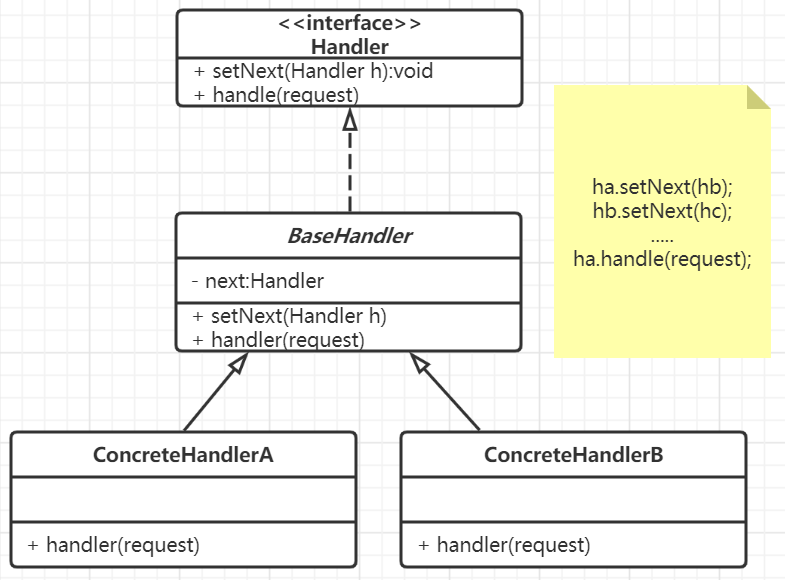 <<interface>>
Handler
+ setNext(Handler h):void
+ handle(request)
ha.setNext(hb);
hb.setNext(hc);
.....
ha.handle(request);
BaseHandler
- next:Handler
+ setNext(Handler h)
+ handler(request)
ConcreteHandlerA
+ handler(request)
ConcreteHandlerB
+ handler(request)